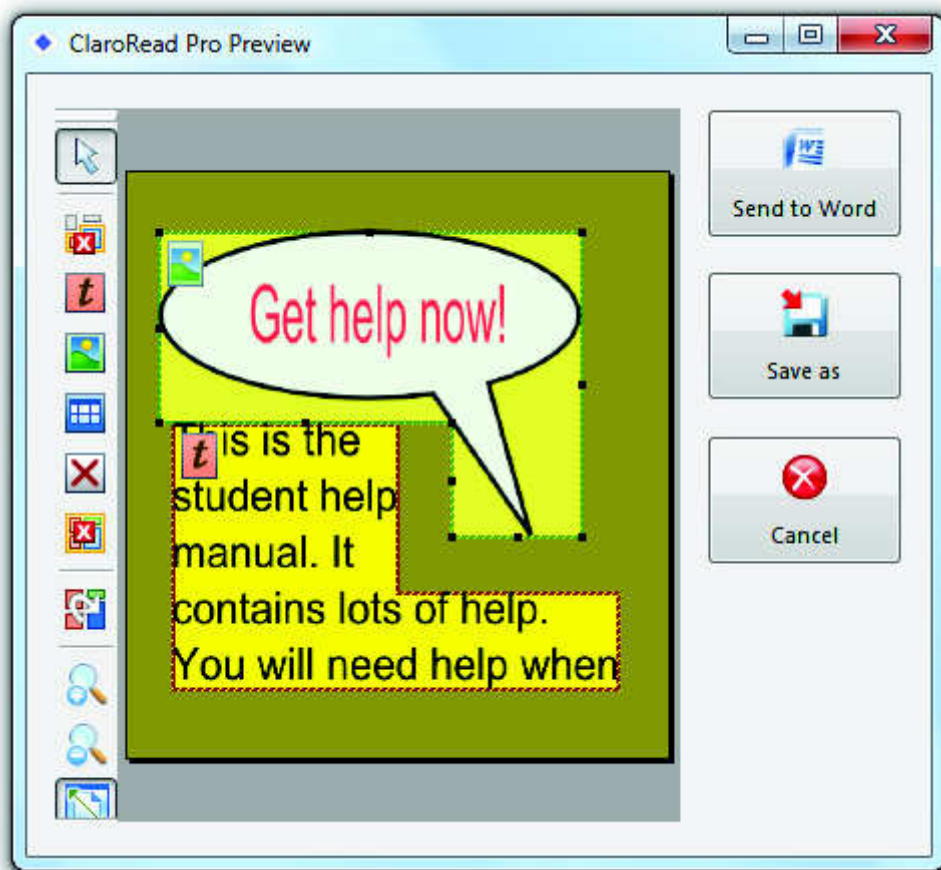 ClaroRead Pro Preview
Send to Word
Save as
Cancel
Get help now!
This is the
student help
manual. It
contains lots of help.
You will need help when